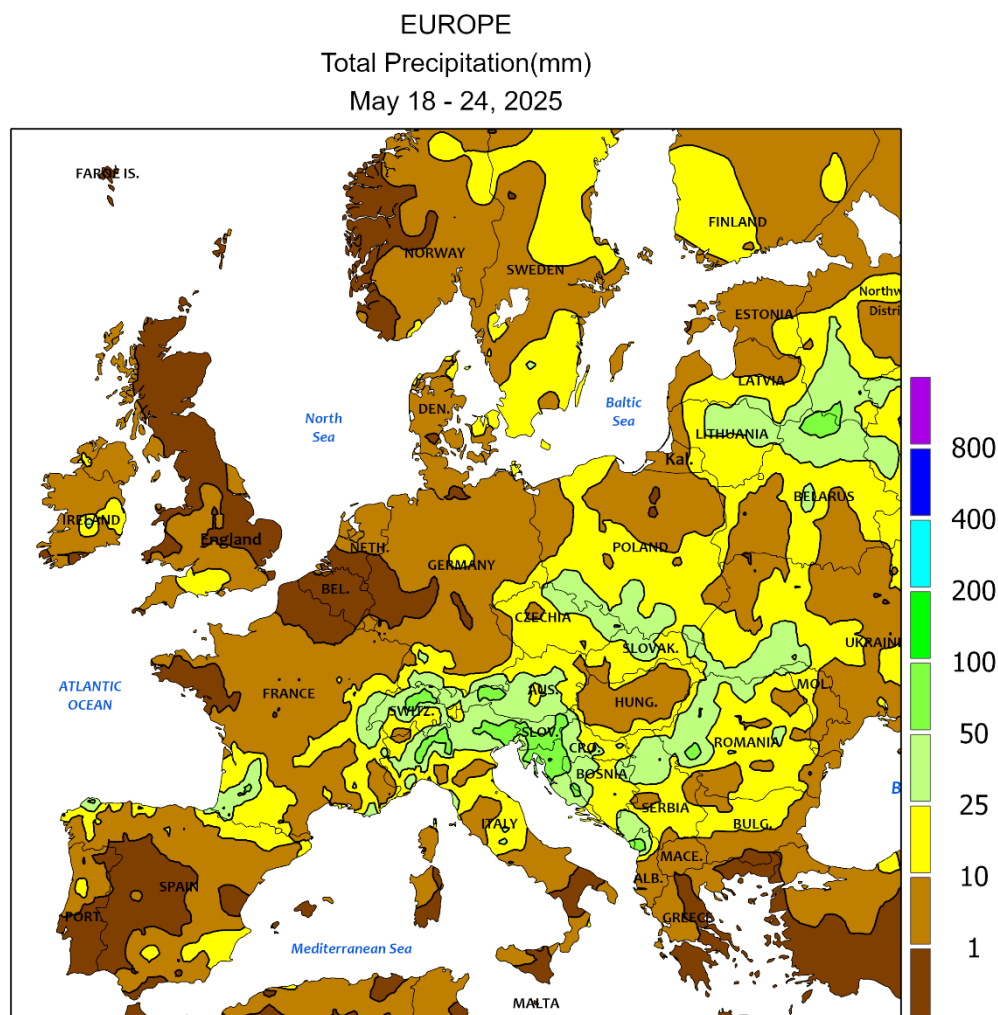 EUROPE
Total Precipitation(mm)
May 18 - 24, 2025
FAROE IS.
FINLAND
NORWAY
SWEDEN
Northw
Distri
ESTONIA
LATVIA
DEN.
North
Sea
Baltic
Sea
LITHUANIA
Kal.
800
BELARUS
IRELAND
England
400
NETH.
GERMANY
POLAND
BEL.
200
CZECHIA
SLOVAK.
UKRAIN
100
ATLANTIC
OCEAN
FRANCE
AUS.
MOL.
HUNG.
SWITZ.
SLOV.
CRO.
ROMANIA
50
BOSNIA
B
25
SERBIA
ITALY
BULG.
MACE.
10
ALB.
SPAIN
PORT.
GREECE
Mediterranean Sea
1
MALTA